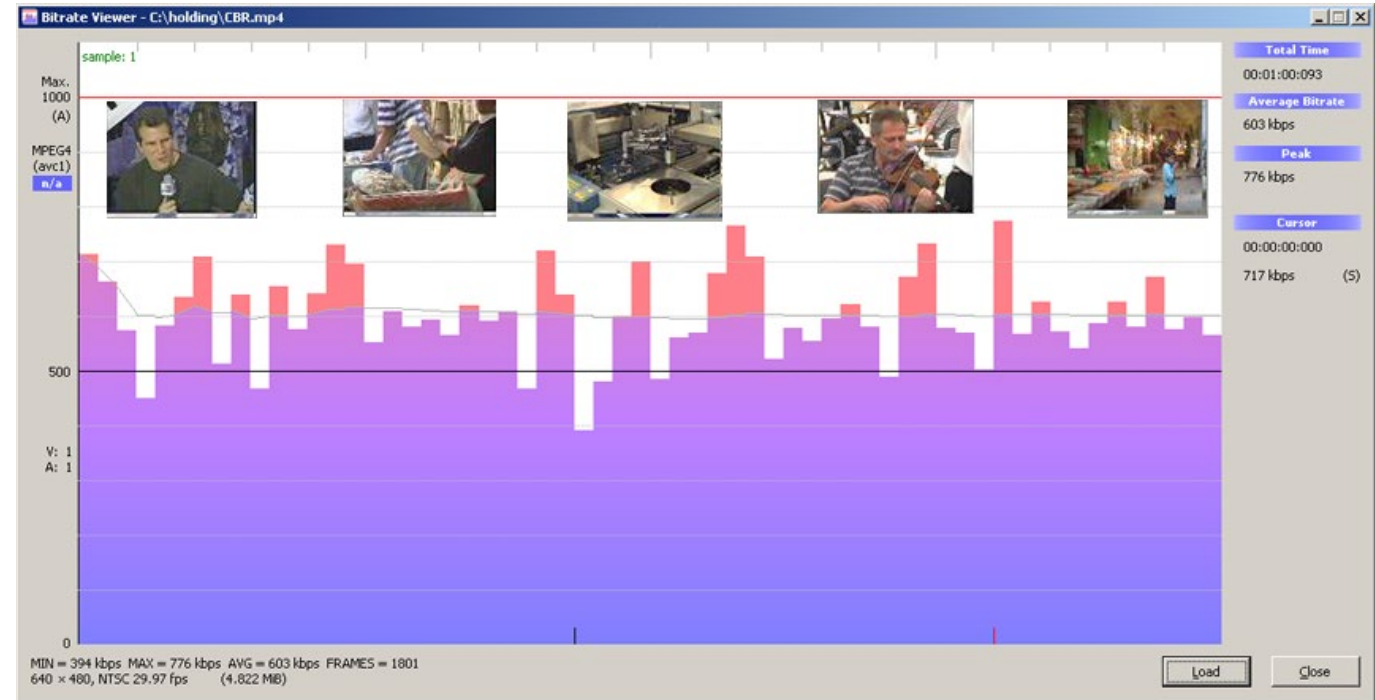 Bitrate Viewer - C:\holding\CBR.mp4
sample: 1
Max.
1000
(A)
MPEG4
(avc1)
n/a
500
V: 1
A: 1
0
Total Time
00:01:00:093
Average Bitrate
603 kbps
Peak
776 kbps
Cursor
00:00:00:000
717 kbps (S)
MIN = 394 kbps MAX = 776 kbps AVG = 603 kbps FRAMES = 1801
640 × 480, NTSC 29.97 fps (4.822 MiB)
Load
Close